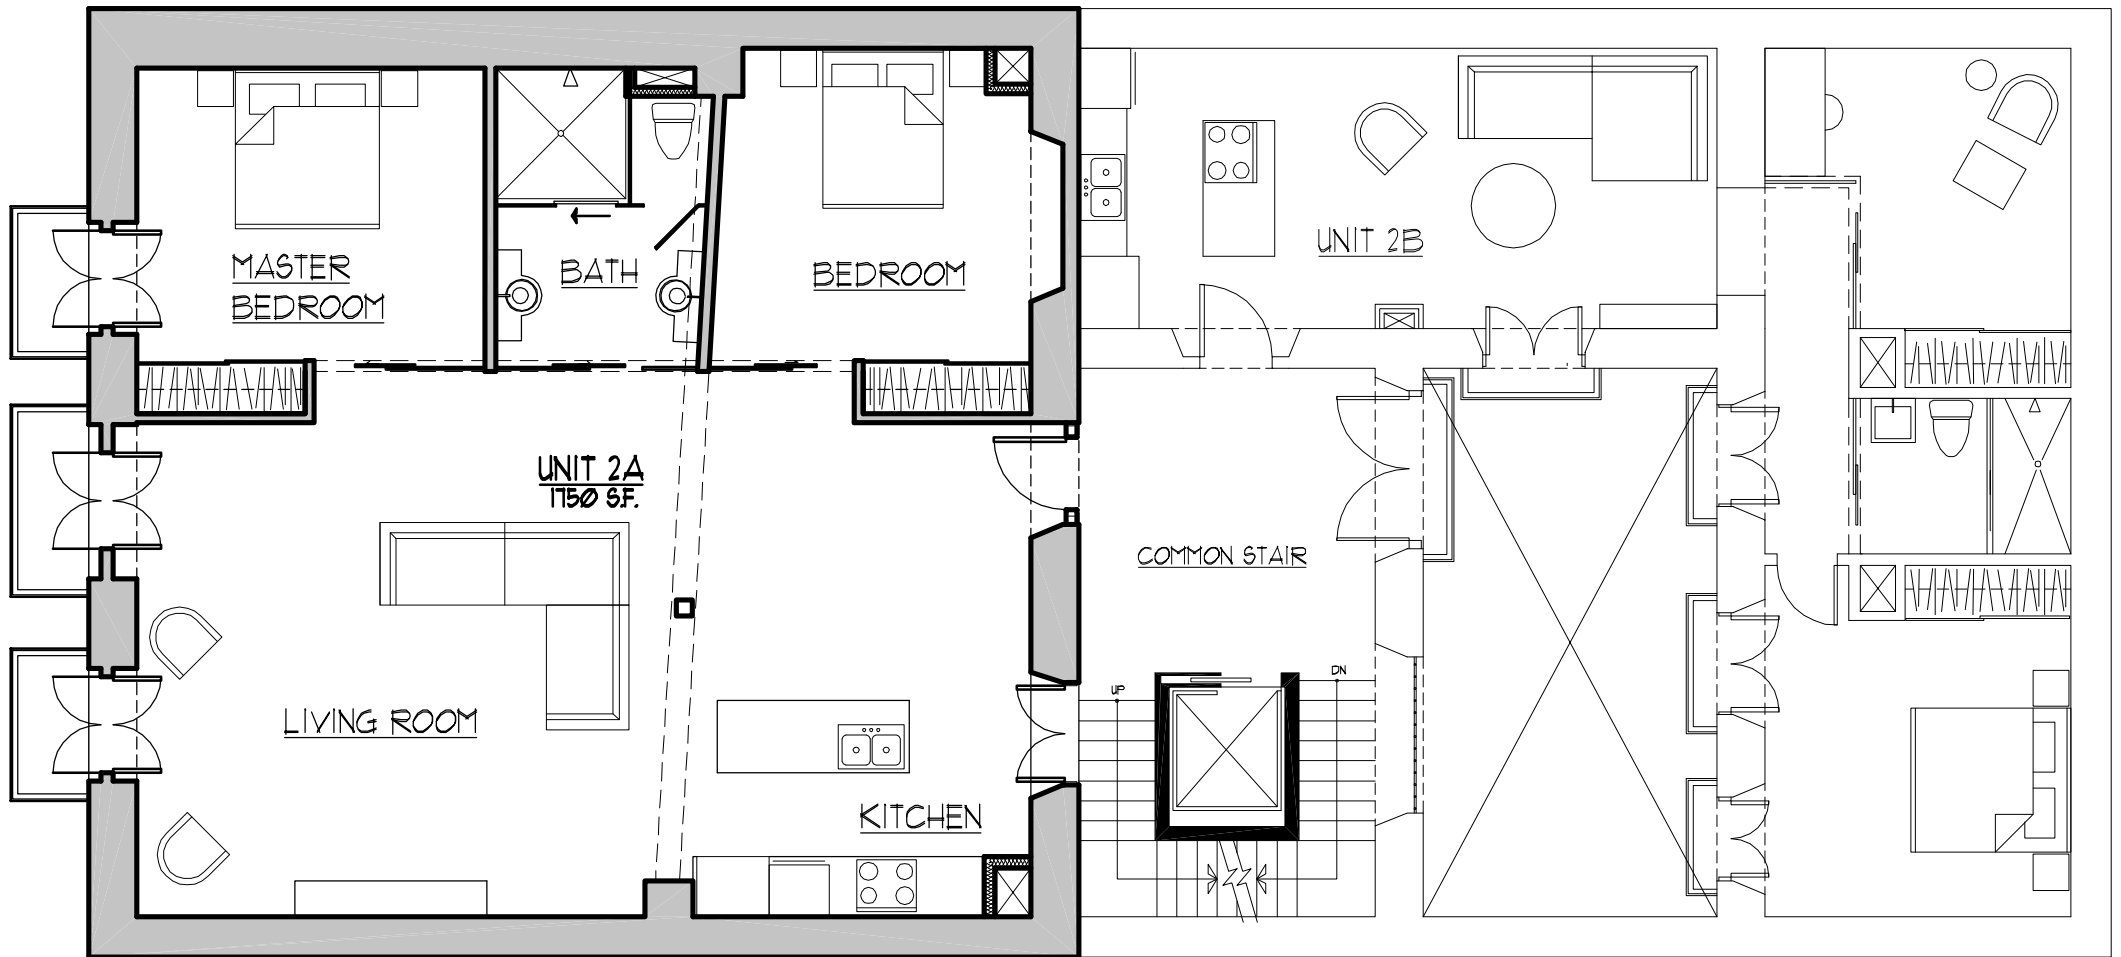 MASTER
BEDROOM
BATH
BEDROOM
UNIT 2B
UNIT 2A
1750 S.F.
COMMON STAIR
UP
DN
LIVING ROOM
KITCHEN